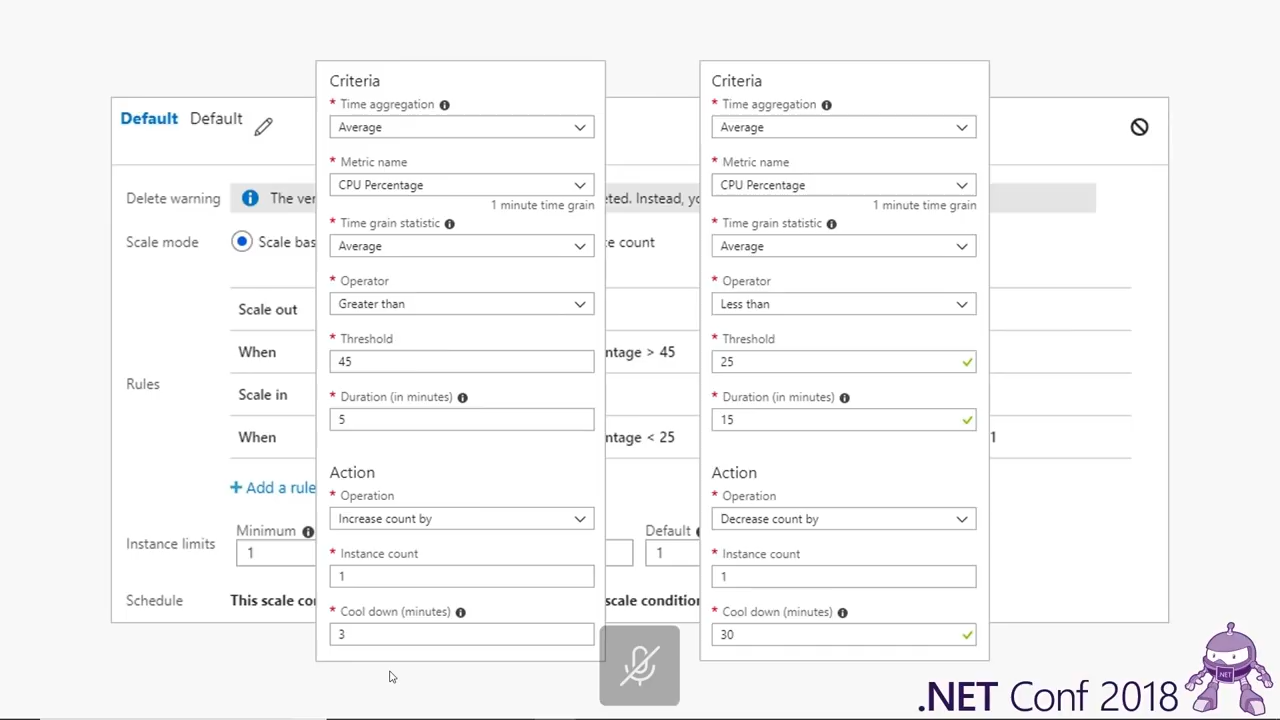 Default Default
Delete warning
The ver
ted. Instead, yo
Scale mode
Scale bas
e count
Rules
Scale out
When
ntage > 45
Scale in
When
ntage < 25
1
+ Add a rule
Instance limits
Minimum
1
Default
1
Schedule
This scale co
scale condition
Criteria
* Time aggregation
Average
* Metric name
CPU Percentage
1 minute time grain
* Time grain statistic
Average
* Operator
Greater than
* Threshold
45
* Duration (in minutes)
5
Action
* Operation
Increase count by
* Instance count
1
* Cool down (minutes)
3
Criteria
* Time aggregation
Average
* Metric name
CPU Percentage
1 minute time grain
* Time grain statistic
Average
* Operator
Less than
* Threshold
25
* Duration (in minutes)
15
Action
* Operation
Decrease count by
* Instance count
1
* Cool down (minutes)
30
.NET Conf 2018
.NET